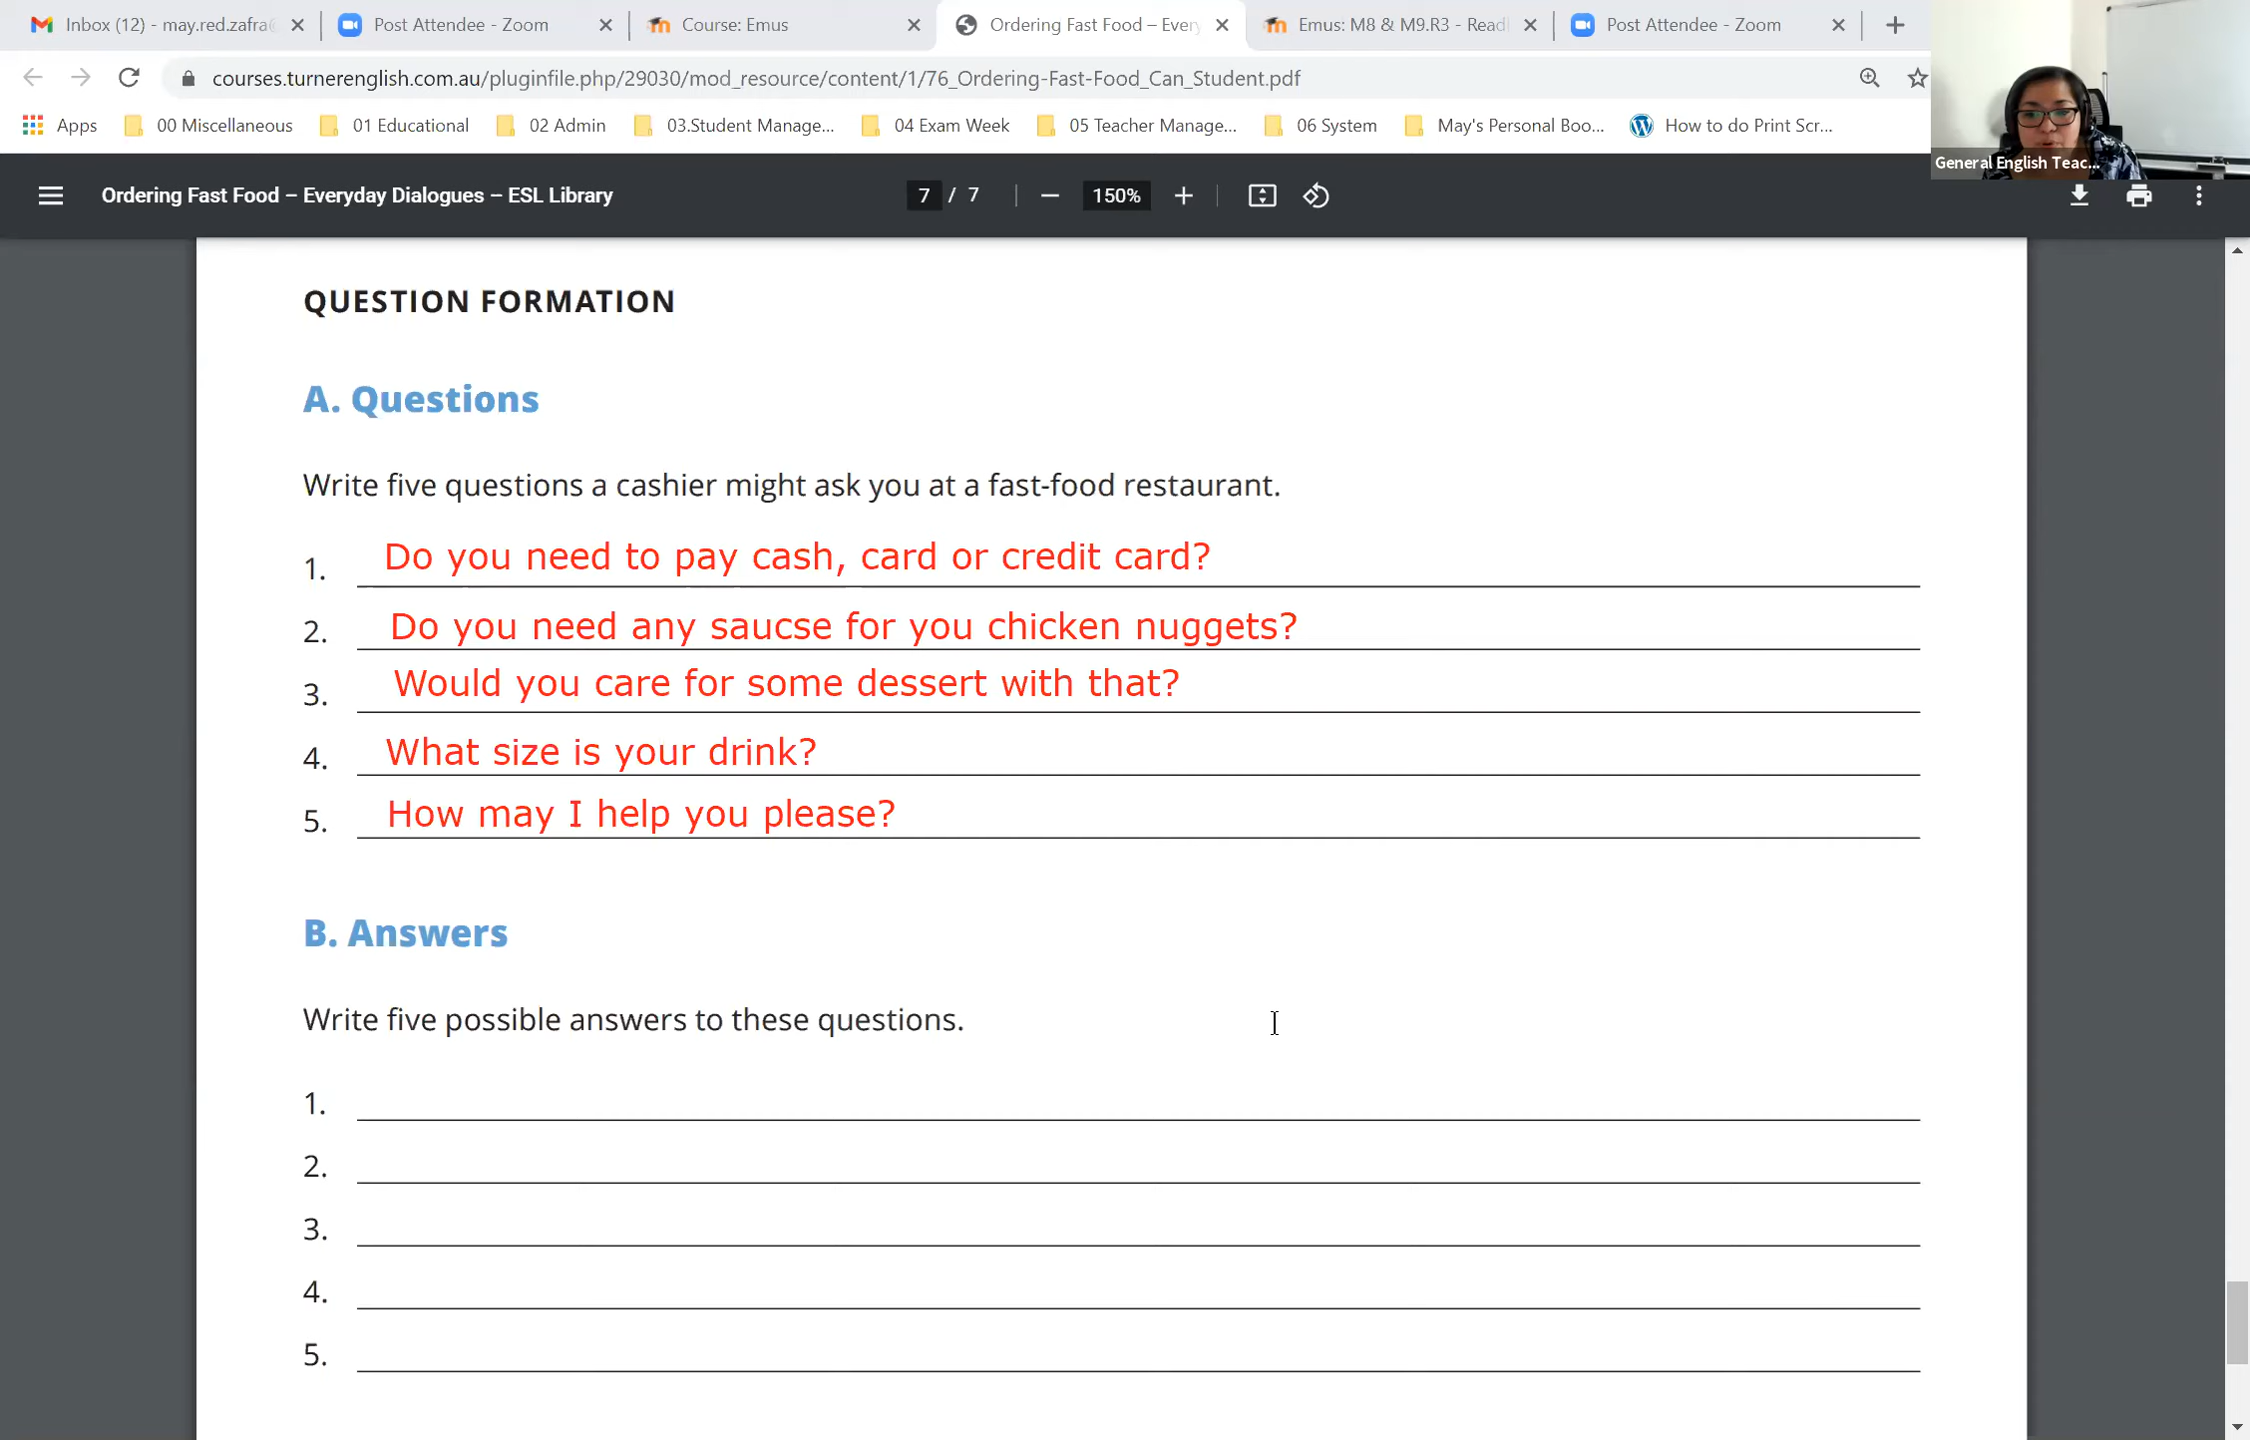 Inbox (12) - may.red.zafra
Post Attendee - Zoom
Course: Emus
Ordering Fast Food – Every
Emus: M8 & M9.R3 - Readi
Post Attendee - Zoom
courses.turnerenglish.com.au/pluginfile.php/29030/mod_resource/content/1/76_Ordering-Fast-Food_Can_Student.pdf
Apps
00 Miscellaneous
01 Educational
02 Admin
03.Student Manage...
04 Exam Week
05 Teacher Manage...
06 System
May's Personal Boo...
How to do Print Scr...
General English Teac...
Ordering Fast Food – Everyday Dialogues – ESL Library
7 / 7
150%
QUESTION FORMATION
A. Questions
Write five questions a cashier might ask you at a fast-food restaurant.
1. Do you need to pay cash, card or credit card?
2. Do you need any saucse for you chicken nuggets?
3. Would you care for some dessert with that?
4. What size is your drink?
5. How may I help you please?
B. Answers
Write five possible answers to these questions.
1.
2.
3.
4.
5.